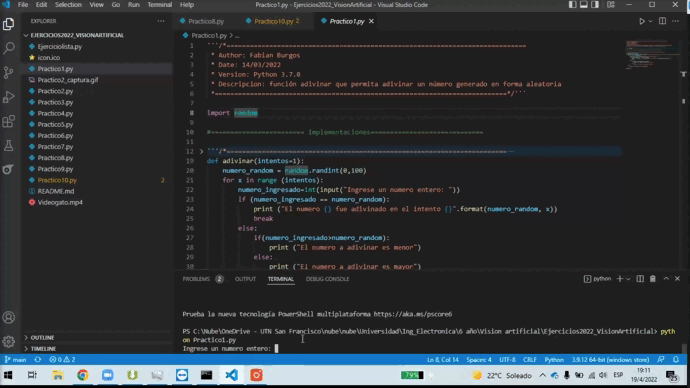 File Edit Selection View Go Run Terminal Help
Practico1.py - Ejercicios2022_VisionArtificial - Visual Studio Code
EXPLORER
EJERCICIOS2022_VISIONARTIFICIAL
Ejerciciolista.py
icon.ico
Practico1.py
Practico2_captura.gif
Practico2.py
Practico3.py
Practico4.py
Practico5.py
Practico6.py
Practico7.py
Practico8.py
Practico9.py
Practico10.py 2
README.md
Videogato.mp4
OUTLINE
TIMELINE
Practico8.py
Practico10.py 2
Practico1.py
Practico1.py > ...
1 '''/*=====================================================================
2 * Author: Fabian Burgos
3 * Date: 14/03/2022
4 * Version: Python 3.7.0
5 * Descripcion: función adivinar que permita adivinar un número generado en forma aleatoria
6 *=====================================================================*/'''
7
8 import random
9
10 #======================= implementaciones===========================
11
12 '''/*=====================================================================
19 def adivinar(intentos=1):
20 numero_random = random.randint(0,100)
21 for x in range (intentos):
22 numero_ingresado=int(input("Ingrese un numero entero: "))
23 if (numero_ingresado == numero_random):
24 print ("El numero {} fue adivinado en el intento {}".format(numero_random, x))
25 break
26 else:
27 if(numero_ingresado>numero_random):
28 print ("El numero a adivinar es menor")
29 else:
30 print ("El numero a adivinar es mayor")
PROBLEMS 2 OUTPUT TERMINAL DEBUG CONSOLE
python
Prueba la nueva tecnología PowerShell multiplataforma https://aka.ms/pscore6
PS C:\Nube\OneDrive - UTN San Francisco\nube\nube\Universidad\Ing_Electronica\6 año\Vision artificial\Ejercicios2022_VisionArtificial> pyth
on Practico1.py
Ingrese un numero entero:
main 0 2
Ln 8, Col 14 Spaces: 4 UTF-8 CRLF Python 3.9.12 64-bit (windows store)
79% 22°C Soleado ESP 19:11
19/4/2022